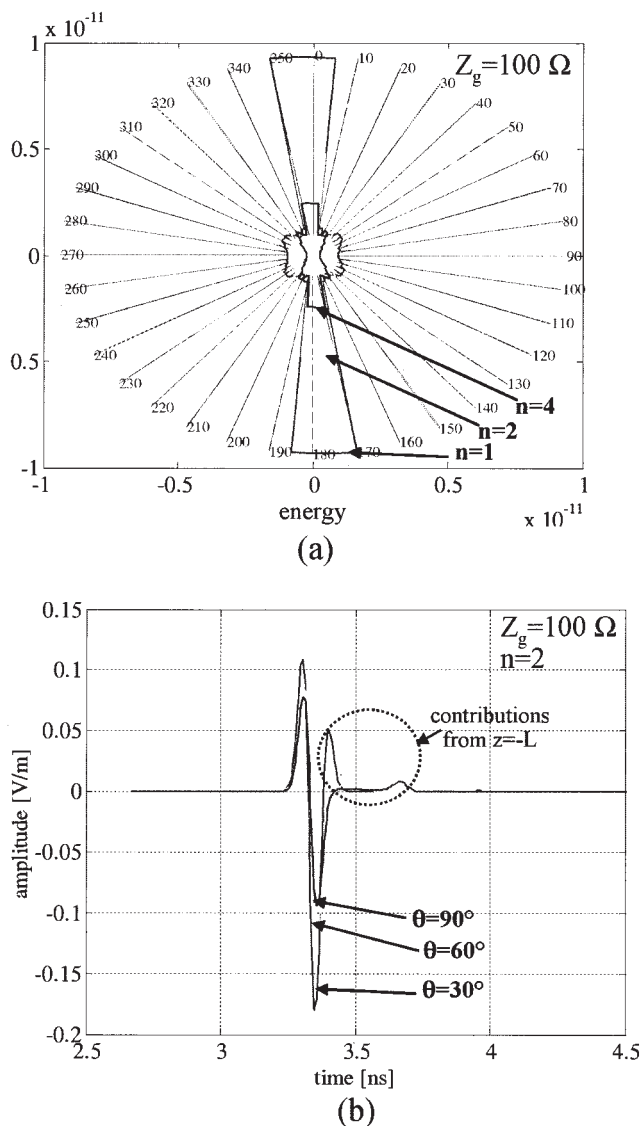 x 10⁻¹¹
1
0.5
0
0.5
-1
Z_g=100 Ω
350 0 10
340 20
330 30
320 40
310 50
300 60
290 70
280 80
270 90
260 100
250 110
240 120
230 130
220 140
210 150
200 160
190 180 70
n=4
n=2
n=1
-1 -0.5 0 0.5 1
energy
x 10⁻¹¹
(a)
0.15
0.1
0.05
0
-0.05
-0.1
-0.15
-0.2
amplitude [V/m]
Z_g=100 Ω
n=2
contributions
from z=-L
θ=90°
θ=60°
θ=30°
2.5 3 3.5 4 4.5
time [ns]
(b)